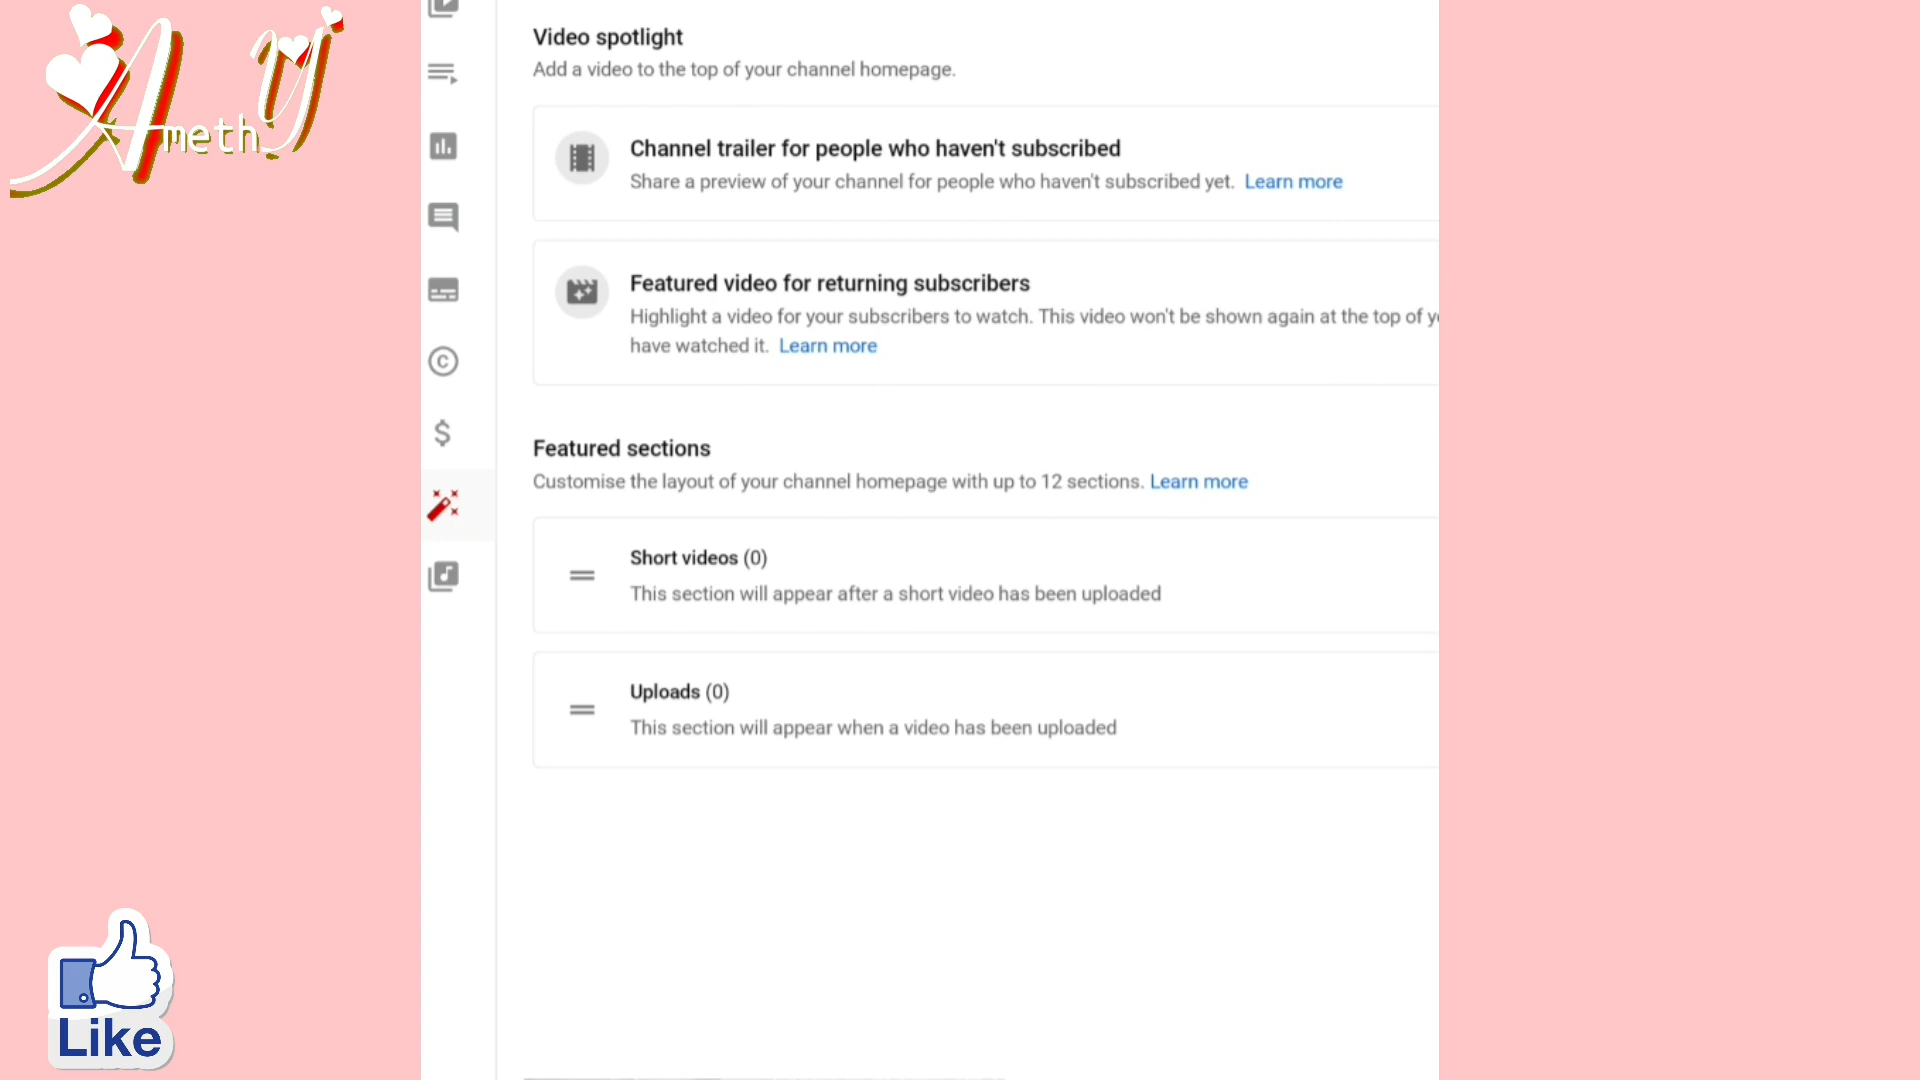 Amethy
Video spotlight
Add a video to the top of your channel homepage.
Channel trailer for people who haven't subscribed
Share a preview of your channel for people who haven't subscribed yet. Learn more
Featured video for returning subscribers
Highlight a video for your subscribers to watch. This video won't be shown again at the top of
have watched it. Learn more
Featured sections
Customise the layout of your channel homepage with up to 12 sections. Learn more
Short videos (0)
This section will appear after a short video has been uploaded
Uploads (0)
This section will appear when a video has been uploaded
Like